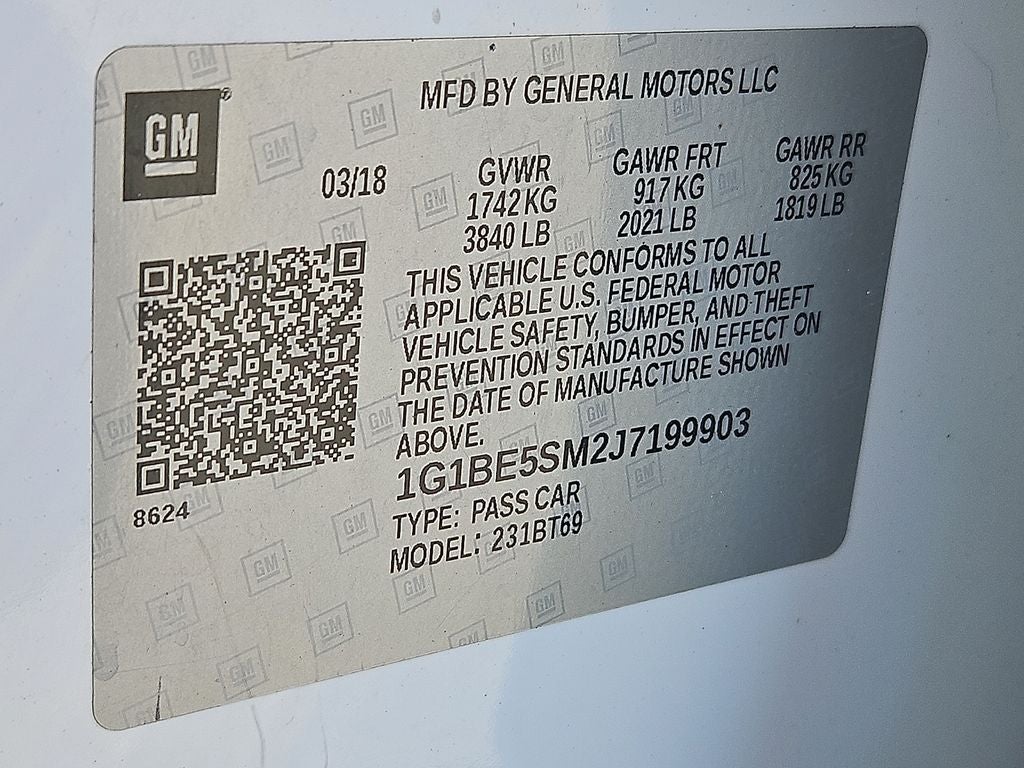 GM
MFD BY GENERAL MOTORS LLC
03/18
GVWR
1742 KG
3840 LB
GAWR FRT
917 KG
2021 LB
GAWR RR
825 KG
1819 LB
THIS VEHICLE CONFORMS TO ALL
APPLICABLE U.S. FEDERAL MOTOR
VEHICLE SAFETY, BUMPER, AND THEFT
PREVENTION STANDARDS IN EFFECT ON
THE DATE OF MANUFACTURE SHOWN
ABOVE.
1G1BE5SM2J7199903
TYPE: PASS CAR
MODEL: 231BT69
8624